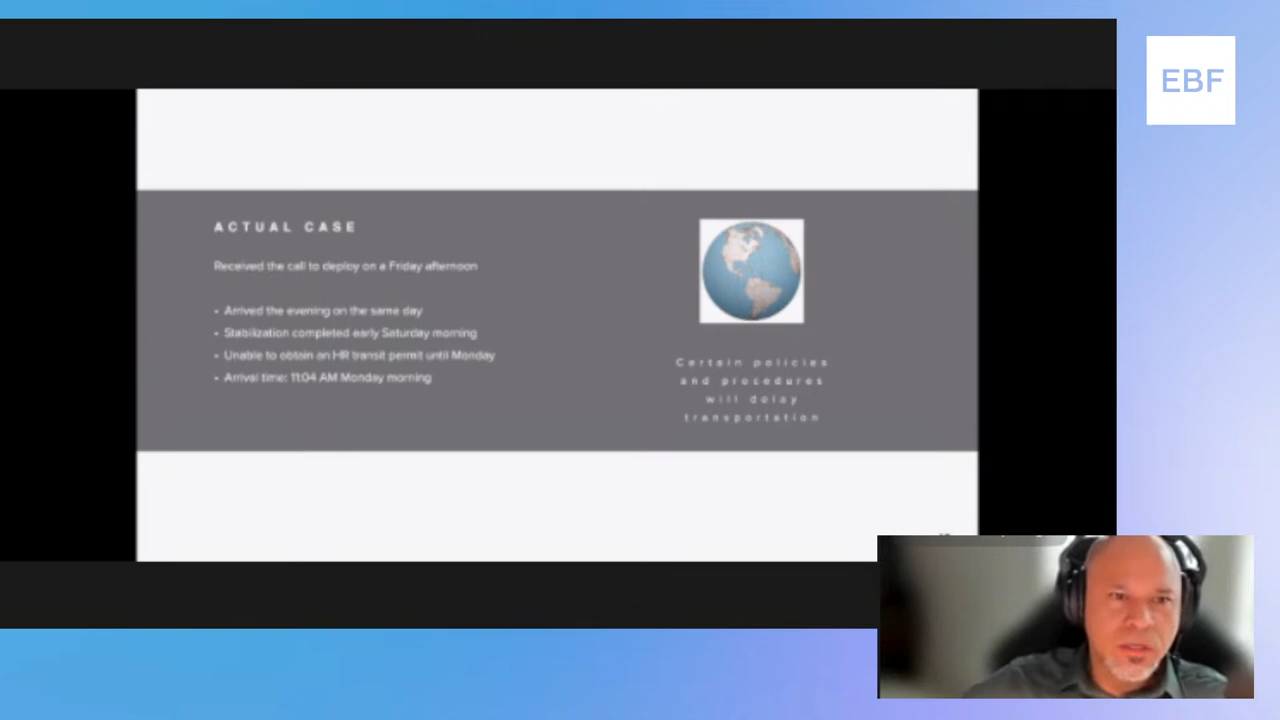 EBF
ACTUAL CASE
Received the call to deploy on a Friday afternoon
- Arrived the evening on the same day
- Stabilization completed early Saturday morning
- Unable to obtain an HR transit permit until Monday
- Arrival time: 11:04 AM Monday morning
Certain policies
and procedures
will delay
transportation